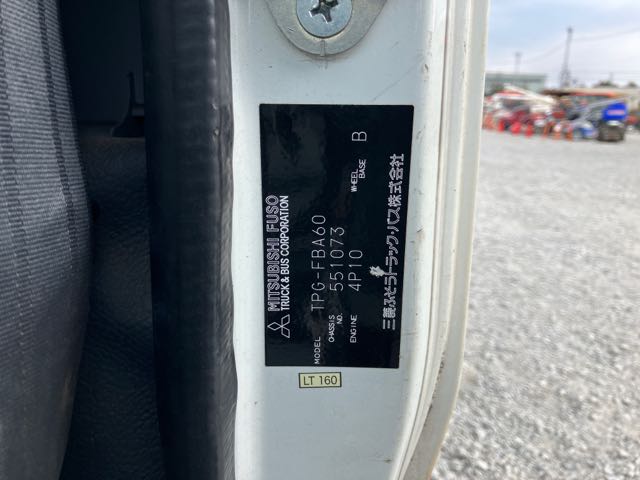 MITSUBISHI FUSO
TRUCK & BUS CORPORATION
MODEL TPG-FBA60
CHASSIS NO. 551073
ENGINE 4P10 WHEEL BASE B
三菱ふそうトラック・バス株式会社
LT 160